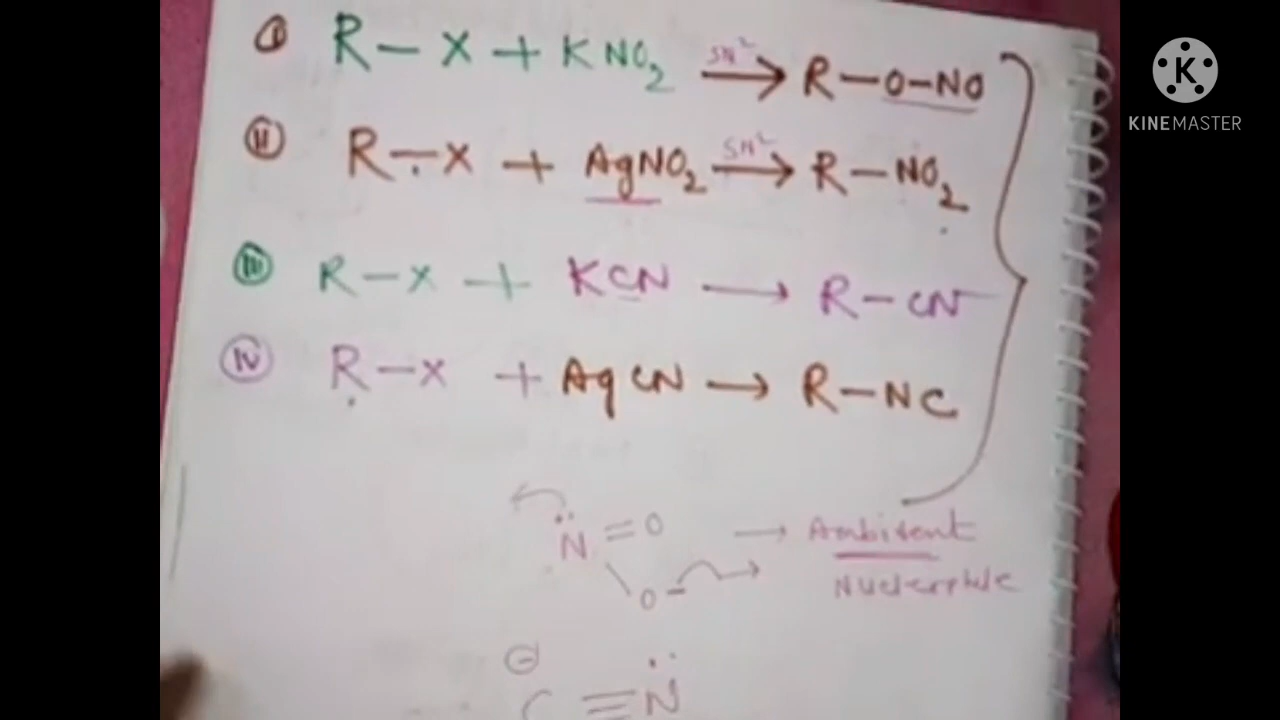 i R-X + KNO₂ SN² → R-O-NO
ii R-X + AgNO₂ SN² → R-NO₂
iii R-X + KCN → R-CN
iv R-X + AgCN → R-NC
N̈=O → Ambident
O- Nucleophile
⊖
C≡N̈
KINEMASTER